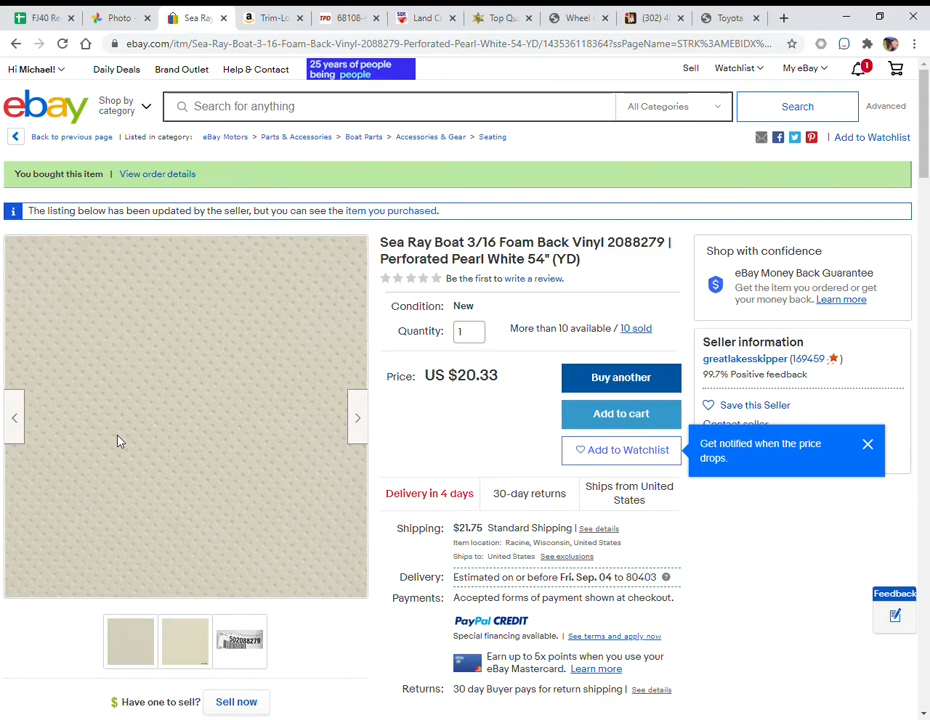 FJ40 Re
Photo -
Sea Ray
Trim-Lo
TPD
68108-
SOR
Land Cr
Top Qu
Wheel
(302) 4
Toyota
ebay.com/itm/Sea-Ray-Boat-3-16-Foam-Back-Vinyl-2088279-Perforated-Pearl-White-54-YD/143536118364?ssPageName=STRK%3AMEBIDX%...
Hi Michael!
Daily Deals
Brand Outlet
Help & Contact
25 years of people
being people
Sell
Watchlist
My eBay
1
ebay
Shop by
category
Search for anything
All Categories
Search
Advanced
Back to previous page | Listed in category: eBay Motors > Parts & Accessories > Boat Parts > Accessories & Gear > Seating
| Add to Watchlist
You bought this item | View order details
i The listing below has been updated by the seller, but you can see the item you purchased.
Sea Ray Boat 3/16 Foam Back Vinyl 2088279 |
Perforated Pearl White 54" (YD)
Be the first to write a review.
Condition: New
Quantity: 1
More than 10 available / 10 sold
Price: US $20.33
Buy another
Add to cart
Add to Watchlist
Delivery in 4 days
30-day returns
Ships from United
States
Shipping: $21.75 Standard Shipping | See details
Item location: Racine, Wisconsin, United States
Ships to: United States See exclusions
Delivery: Estimated on or before Fri. Sep. 04 to 80403
Payments: Accepted forms of payment shown at checkout.
PayPal CREDIT
Special financing available. | See terms and apply now
Earn up to 5x points when you use your
eBay Mastercard. Learn more
Returns: 30 day Buyer pays for return shipping | See details
Shop with confidence
eBay Money Back Guarantee
Get the item you ordered or get
your money back. Learn more
Seller information
greatlakesskipper (169459 )
99.7% Positive feedback
Save this Seller
Contact seller
Get notified when the price
drops.
Feedback
502088279
$ Have one to sell?
Sell now